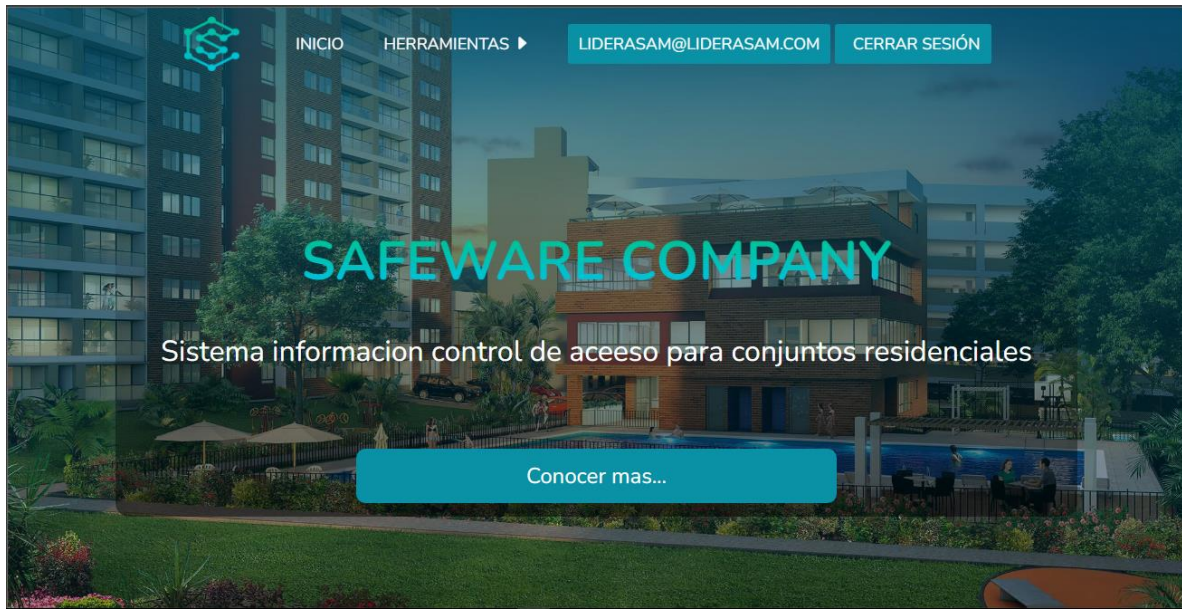 INICIO
HERRAMIENTAS
LIDERASAM@LIDERASAM.COM
CERRAR SESIÓN
SAFEWARE COMPANY
Sistema informacion control de aceeso para conjuntos residenciales
Conocer mas...